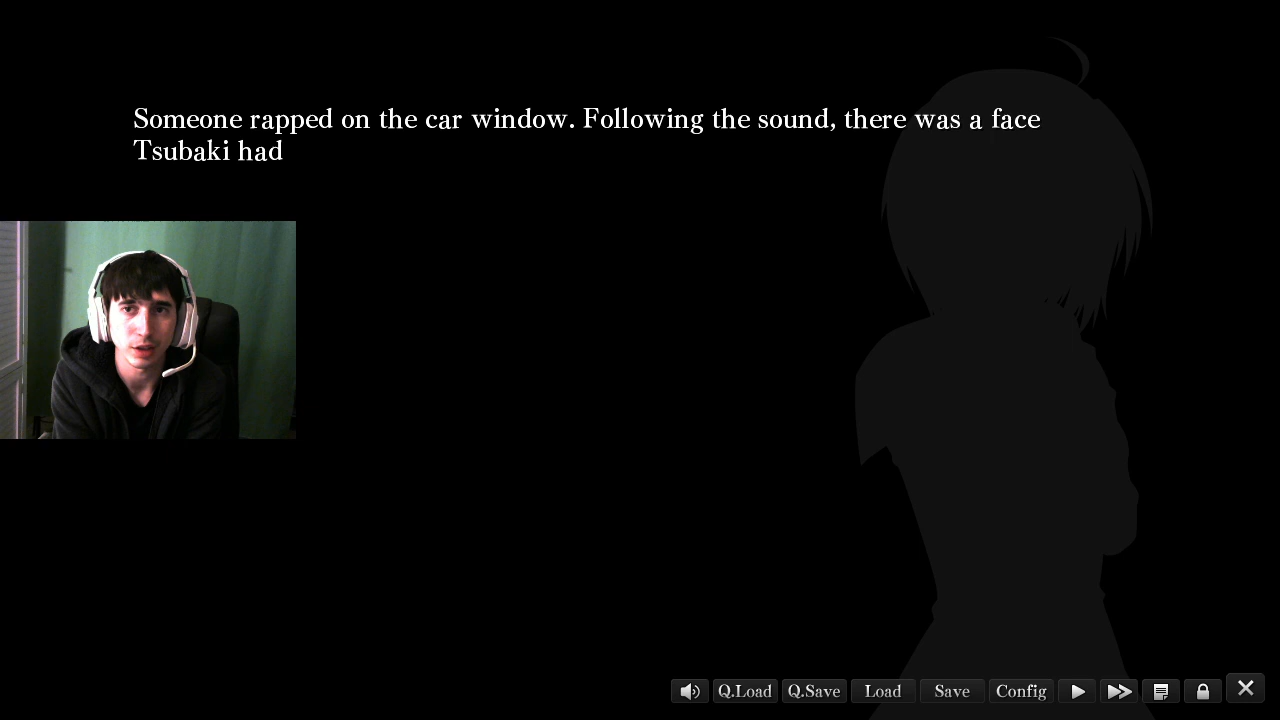 Someone rapped on the car window. Following the sound, there was a face
Tsubaki had
Q.Load Q.Save Load Save Config